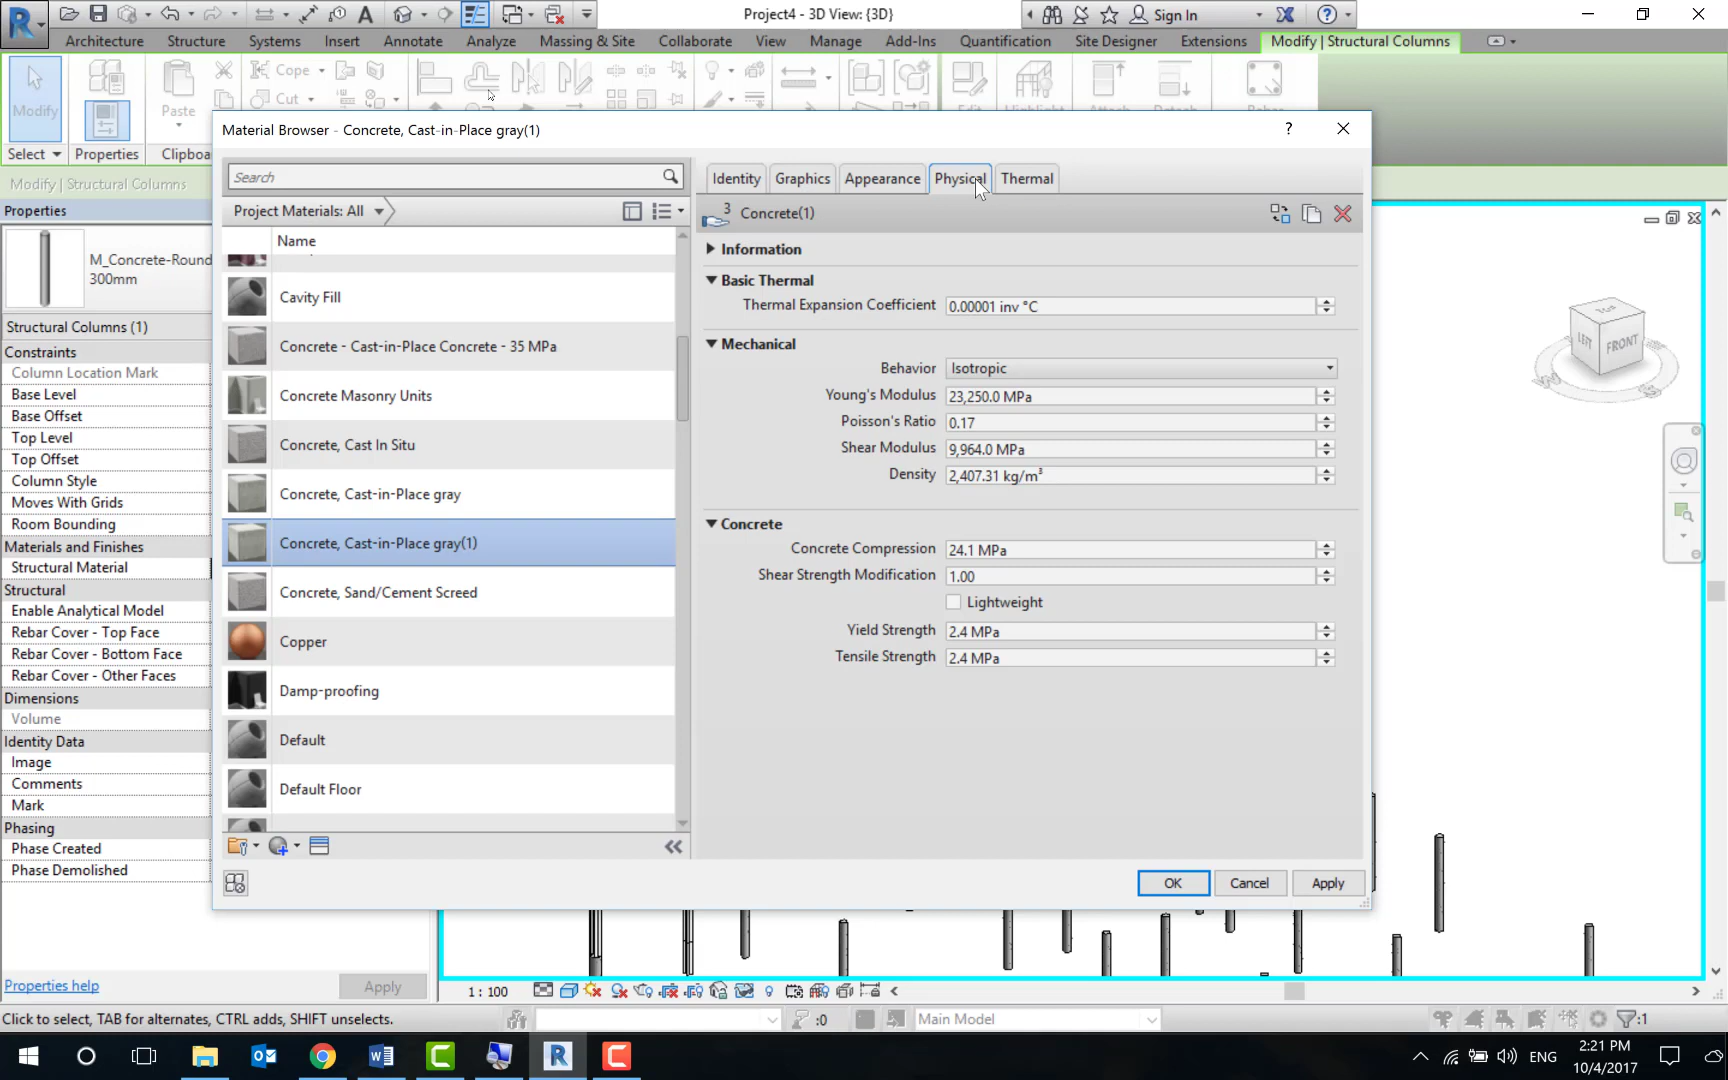 Project4 - 3D View: {3D}
Sign In
Architecture Structure Systems Insert Annotate Analyze Massing & Site Collaborate View Manage Add-Ins Quantification Site Designer Extensions Modify | Structural Columns
Modify
Cope
Cut
Paste
Select Properties
Modify | Structural Columns
Material Browser - Concrete, Cast-in-Place gray(1)
Search
Project Materials: All
Name
Cavity Fill
Concrete - Cast-in-Place Concrete - 35 MPa
Concrete Masonry Units
Concrete, Cast In Situ
Concrete, Cast-in-Place gray
Concrete, Cast-in-Place gray(1)
Concrete, Sand/Cement Screed
Copper
Damp-proofing
Default
Default Floor
Identity Graphics Appearance Physical Thermal
3 Concrete(1)
Information
Basic Thermal
Thermal Expansion Coefficient 0.00001 inv °C
Mechanical
Behavior Isotropic
Young's Modulus 23,250.0 MPa
Poisson's Ratio 0.17
Shear Modulus 9,964.0 MPa
Density 2,407.31 kg/m³
Concrete
Concrete Compression 24.1 MPa
Shear Strength Modification 1.00
Lightweight
Yield Strength 2.4 MPa
Tensile Strength 2.4 MPa
OK Cancel Apply
Properties
M_Concrete-Round
300mm
Structural Columns (1)
Constraints
Column Location Mark
Base Level
Base Offset
Top Level
Top Offset
Column Style
Moves With Grids
Room Bounding
Materials and Finishes
Structural Material
Structural
Enable Analytical Model
Rebar Cover - Top Face
Rebar Cover - Bottom Face
Rebar Cover - Other Faces
Dimensions
Volume
Identity Data
Image
Comments
Mark
Phasing
Phase Created
Phase Demolished
Properties help Apply
TOP
LEFT FRONT
W S
1 : 100
Click to select, TAB for alternates, CTRL adds, SHIFT unselects.
:0
Main Model
:1
ENG
2:21 PM
10/4/2017